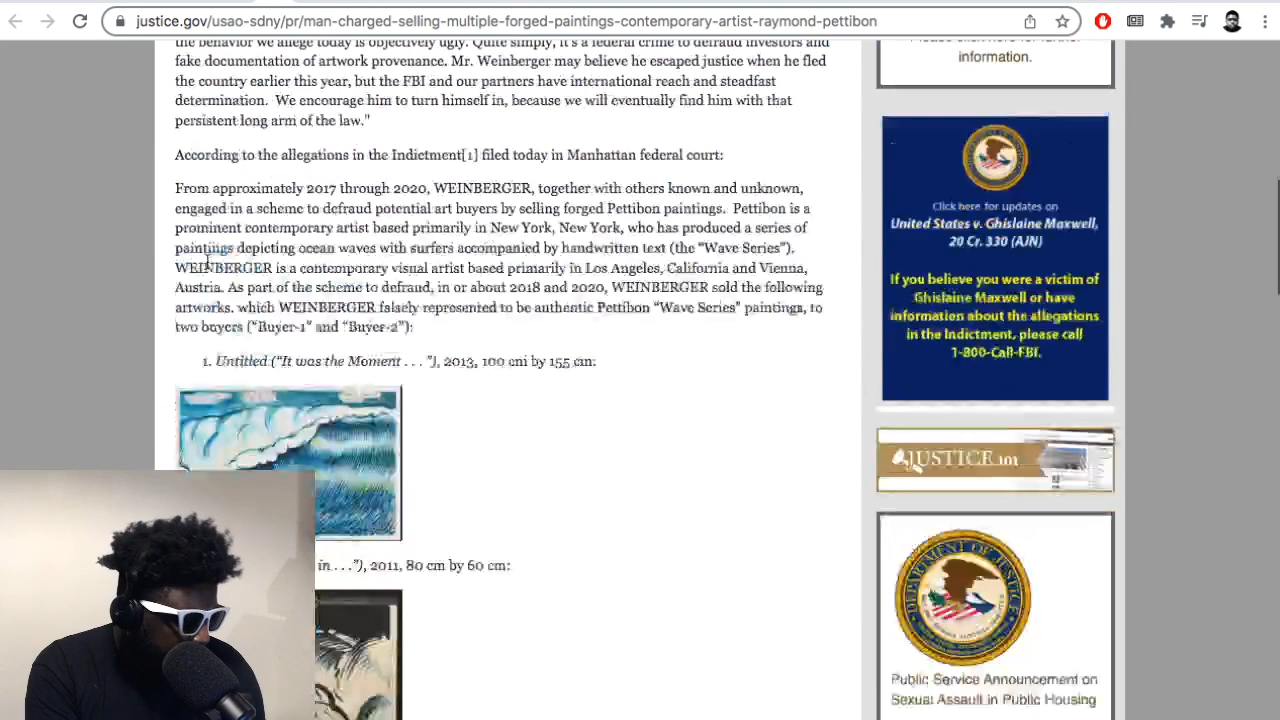 justice.gov/usao-sdny/pr/man-charged-selling-multiple-forged-paintings-contemporary-artist-raymond-pettibon
the behavior we allege today is objectively ugly. Quite simply, it's a federal crime to defraud investors and
fake documentation of artwork provenance. Mr. Weinberger may believe he escaped justice when he fled
the country earlier this year, but the FBI and our partners have international reach and steadfast
determination.  We encourage him to turn himself in, because we will eventually find him with that
persistent long arm of the law."
According to the allegations in the Indictment[1] filed today in Manhattan federal court:
From approximately 2017 through 2020, WEINBERGER, together with others known and unknown,
engaged in a scheme to defraud potential art buyers by selling forged Pettibon paintings.  Pettibon is a
prominent contemporary artist based primarily in New York, New York, who has produced a series of
paintings depicting ocean waves with surfers accompanied by handwritten text (the “Wave Series”).
WEINBERGER is a contemporary visual artist based primarily in Los Angeles, California and Vienna,
Austria. As part of the scheme to defraud, in or about 2018 and 2020, WEINBERGER sold the following
artworks, which WEINBERGER falsely represented to be authentic Pettibon “Wave Series” paintings, to
two buyers (“Buyer-1” and “Buyer-2”):
1. Untitled (“It was the Moment . . . ”), 2013, 100 cm by 155 cm:
in . . .”), 2011, 80 cm by 60 cm:
information.
Click here for updates on
United States v. Ghislaine Maxwell,
20 Cr. 330 (AJN)
If you believe you were a victim of
Ghislaine Maxwell or have
information about the allegations
in the Indictment, please call
1-800-Call-FBI.
JUSTICE 101
DEPARTMENT OF JUSTICE
Public Service Announcement on
Sexual Assault in Public Housing